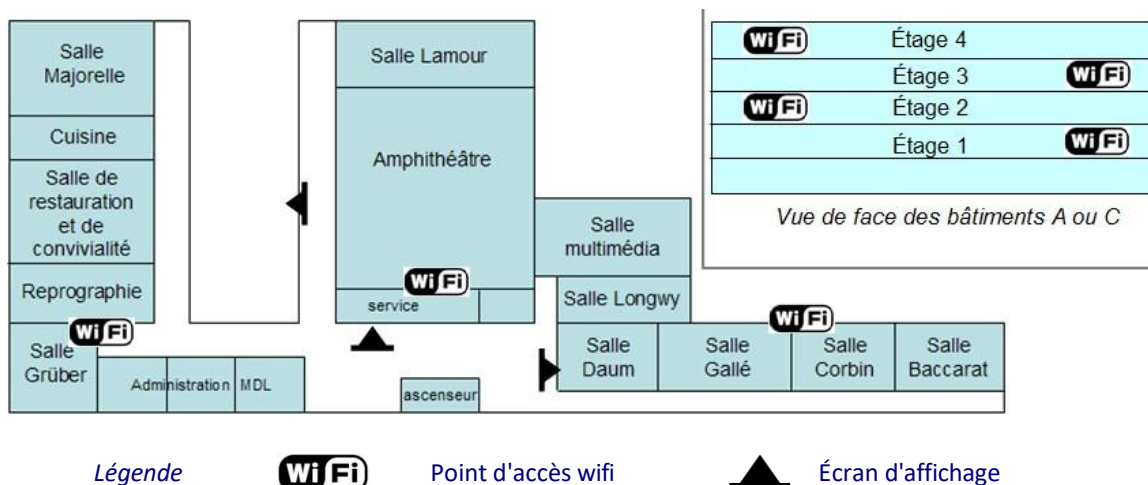 Salle
Majorelle
Cuisine
Salle de
restauration
et de
convivialité
Reprographie
WiFi
Salle
Grüber
Administration
MDL
Salle Lamour
Amphithéâtre
WiFi
service
ascenseur
Salle
multimédia
Salle Longwy
WiFi
Salle
Daum
Salle
Gallé
Salle
Corbin
Salle
Baccarat
WiFi Étage 4
Étage 3 WiFi
WiFi Étage 2
Étage 1 WiFi
Vue de face des bâtiments A ou C
Légende WiFi Point d'accès wifi Écran d'affichage